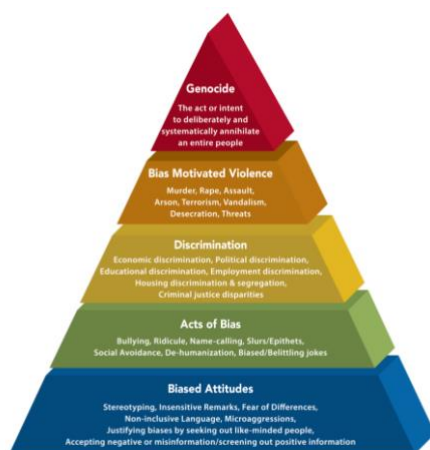 Genocide
The act or intent
to deliberately and
systematically annihilate
an entire people
Bias Motivated Violence
Murder, Rape, Assault,
Arson, Terrorism, Vandalism,
Desecration, Threats
Discrimination
Economic discrimination, Political discrimination,
Educational discrimination, Employment discrimination,
Housing discrimination & segregation,
Criminal justice disparities
Acts of Bias
Bullying, Ridicule, Name-calling, Slurs/Epithets,
Social Avoidance, De-humanization, Biased/Belittling jokes
Biased Attitudes
Stereotyping, Insensitive Remarks, Fear of Differences,
Non-inclusive Language, Microaggressions,
Justifying biases by seeking out like-minded people,
Accepting negative or misinformation/screening out positive information